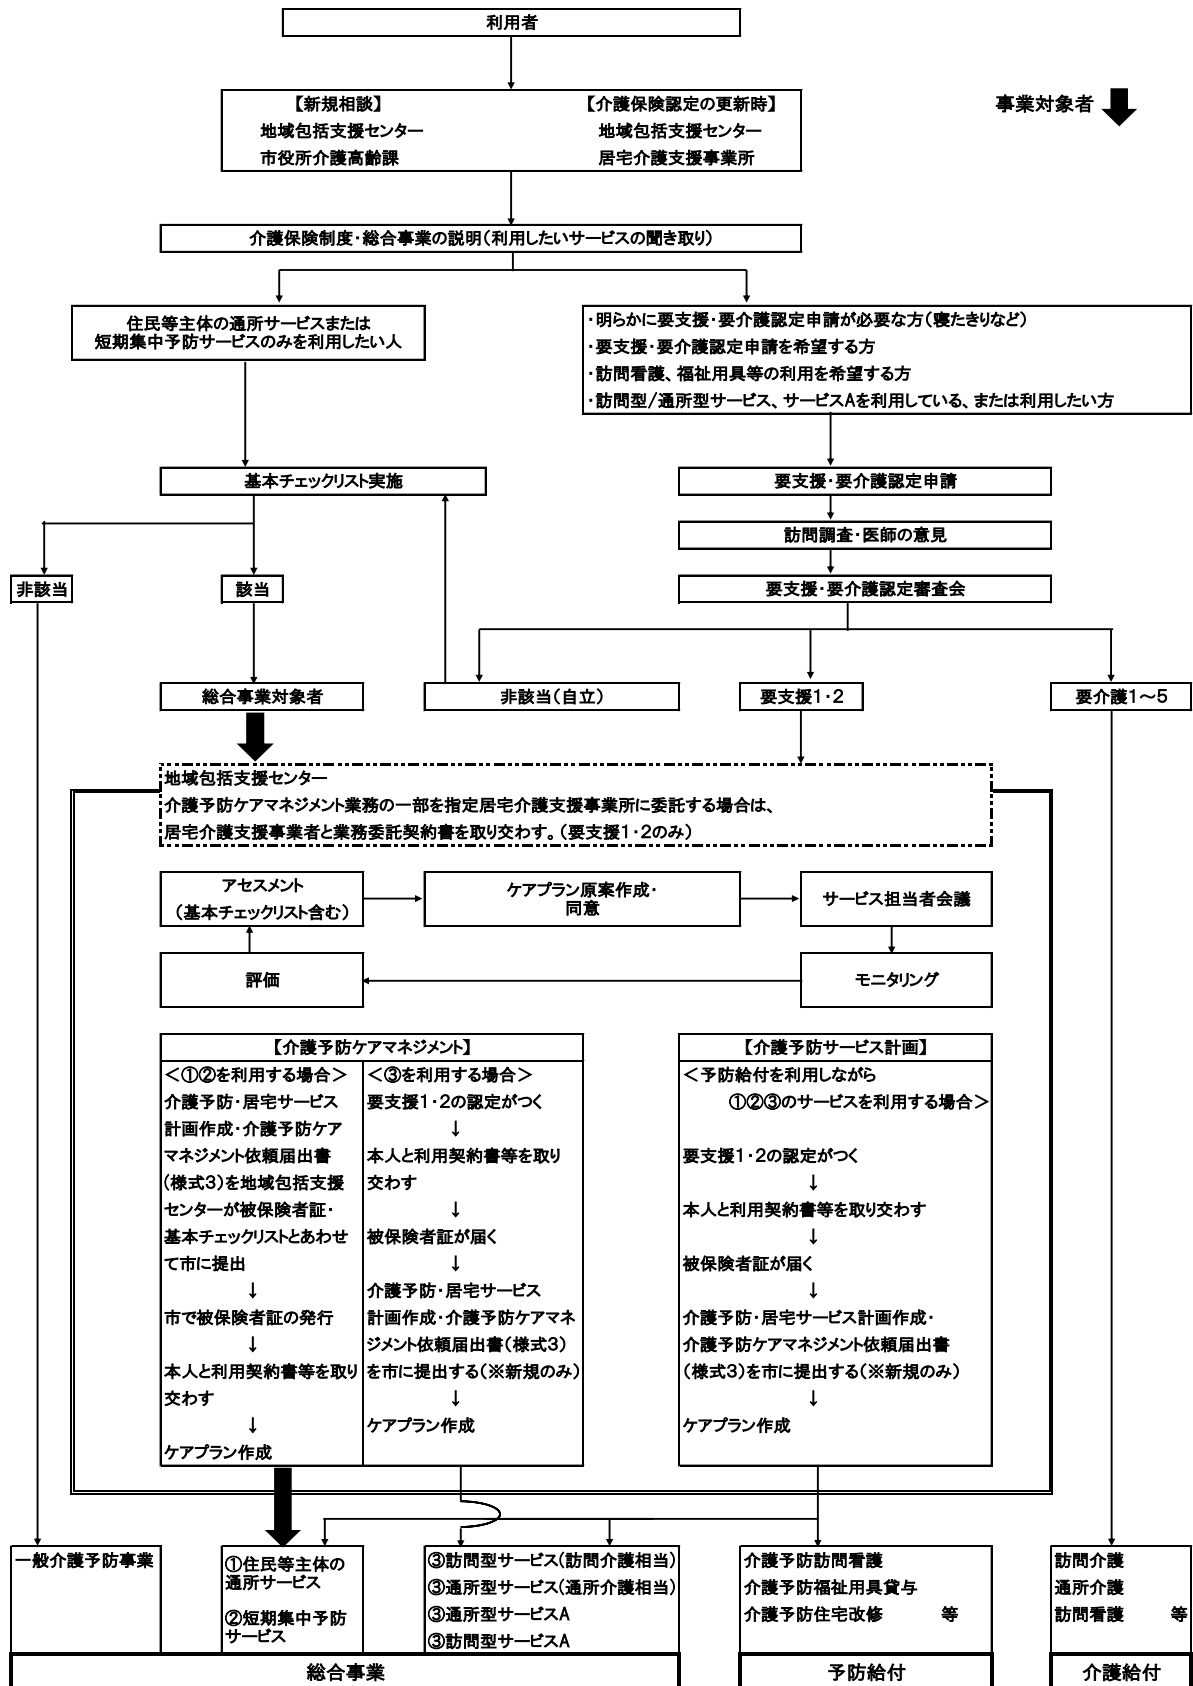 利用者
事業対象者
【新規相談】
地域包括支援センター
市役所介護高齢課
【介護保険認定の更新時】
地域包括支援センター
居宅介護支援事業所
介護保険制度・総合事業の説明(利用したいサービスの聞き取り)
住民等主体の通所サービスまたは
短期集中予防サービスのみを利用したい人
・明らかに要支援・要介護認定申請が必要な方(寝たきりなど)
・要支援・要介護認定申請を希望する方
・訪問看護、福祉用具等の利用を希望する方
・訪問型/通所型サービス、サービスAを利用している、または利用したい方
基本チェックリスト実施
要支援・要介護認定申請
訪問調査・医師の意見
非該当
該当
要支援・要介護認定審査会
総合事業対象者
非該当(自立)
要支援1・2
要介護1～5
地域包括支援センター
介護予防ケアマネジメント業務の一部を指定居宅介護支援事業所に委託する場合は、
居宅介護支援事業者と業務委託契約書を取り交わす。(要支援1・2のみ)
アセスメント
(基本チェックリスト含む)
ケアプラン原案作成・
同意
サービス担当者会議
評価
モニタリング
【介護予防ケアマネジメント】
<①②を利用する場合>
介護予防・居宅サービス
計画作成・介護予防ケア
マネジメント依頼届出書
(様式3)を地域包括支援
センターが被保険者証・
基本チェックリストとあわせ
て市に提出
↓
市で被保険者証の発行
↓
本人と利用契約書等を取り
交わす
↓
ケアプラン作成
<③を利用する場合>
要支援1・2の認定がつく
↓
本人と利用契約書等を取り
交わす
↓
被保険者証が届く
↓
介護予防・居宅サービス
計画作成・介護予防ケアマネ
ジメント依頼届出書(様式3)
を市に提出する(※新規のみ)
↓
ケアプラン作成
【介護予防サービス計画】
<予防給付を利用しながら
①②③のサービスを利用する場合>
要支援1・2の認定がつく
↓
本人と利用契約書等を取り交わす
↓
被保険者証が届く
↓
介護予防・居宅サービス計画作成・
介護予防ケアマネジメント依頼届出書
(様式3)を市に提出する(※新規のみ)
↓
ケアプラン作成
一般介護予防事業
①住民等主体の
通所サービス
②短期集中予防
サービス
③訪問型サービス(訪問介護相当)
③通所型サービス(通所介護相当)
③通所型サービスA
③訪問型サービスA
介護予防訪問看護
介護予防福祉用具貸与
介護予防住宅改修 等
訪問介護
通所介護
訪問看護 等
総合事業
予防給付
介護給付